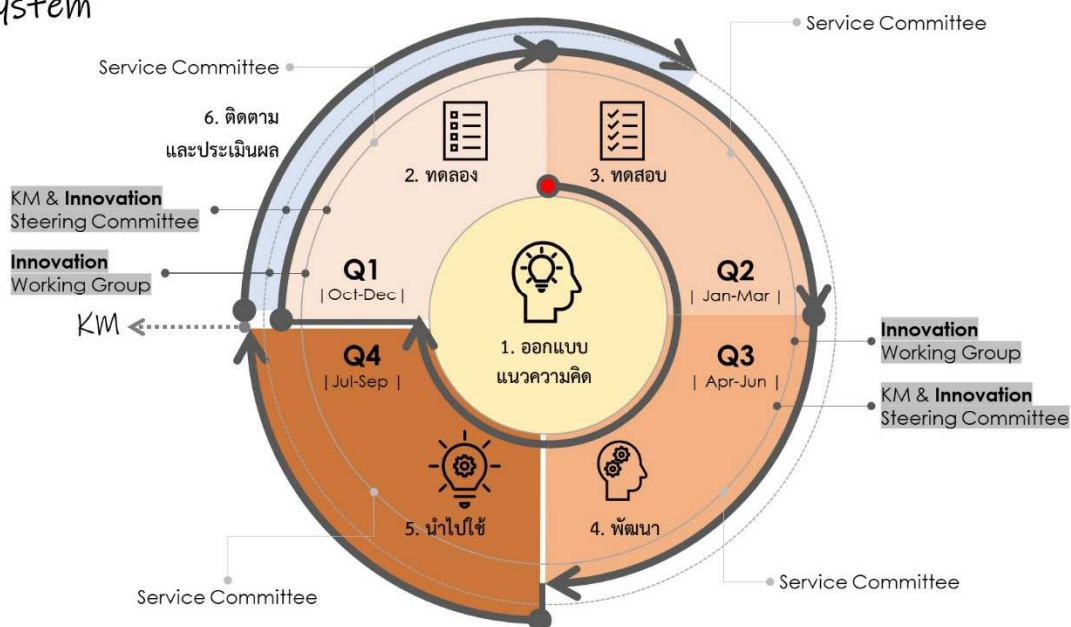 Service Committee
Service Committee
6. ติดตาม
และประเมินผล
2. ทดลอง
3. ทดสอบ
KM & Innovation
Steering Committee
Innovation
Working Group
Q1
| Oct-Dec |
Q2
| Jan-Mar |
KM
1. ออกแบบ
แนวความคิด
Q4
| Jul-Sep |
Q3
| Apr-Jun |
Innovation
Working Group
KM & Innovation
Steering Committee
5. นำไปใช้
4. พัฒนา
Service Committee
Service Committee